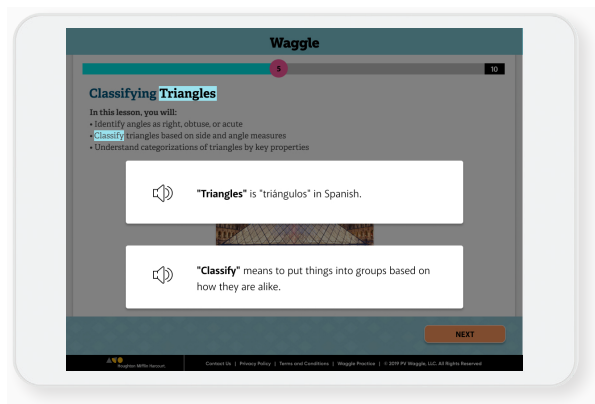 Waggle
5
10
Classifying Triangles
In this lesson, you will:
• Identify angles as right, obtuse, or acute
• Classify triangles based on side and angle measures
• Understand categorizations of triangles by key properties
"Triangles" is "triángulos" in Spanish.
"Classify" means to put things into groups based on
how they are alike.
NEXT
Houghton Mifflin Harcourt.
Contact Us | Privacy Policy | Terms and Conditions | Waggle Practice | © 2019 PV Waggle, LLC. All Rights Reserved